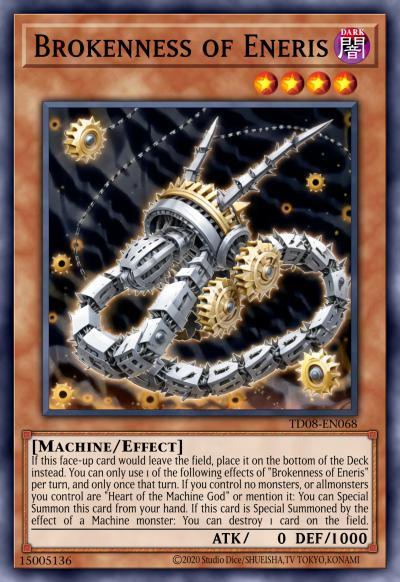 BROKENNESS OF ENERIS
DARK
闇
TD08-EN068
[MACHINE/EFFECT]
If this face-up card would leave the field, place it on the bottom of the Deck
instead. You can only use 1 of the following effects of "Brokenness of Eneris"
per turn, and only once that turn. If you control no monsters, or allmonsters
you control are "Heart of the Machine God" or mention it: You can Special
Summon this card from your hand. If this card is Special Summoned by the
effect of a Machine monster: You can destroy 1 card on the field.
ATK/ 0 DEF/1000
15005136
©2020 Studio Dice/SHUEISHA,TV TOKYO,KONAMI